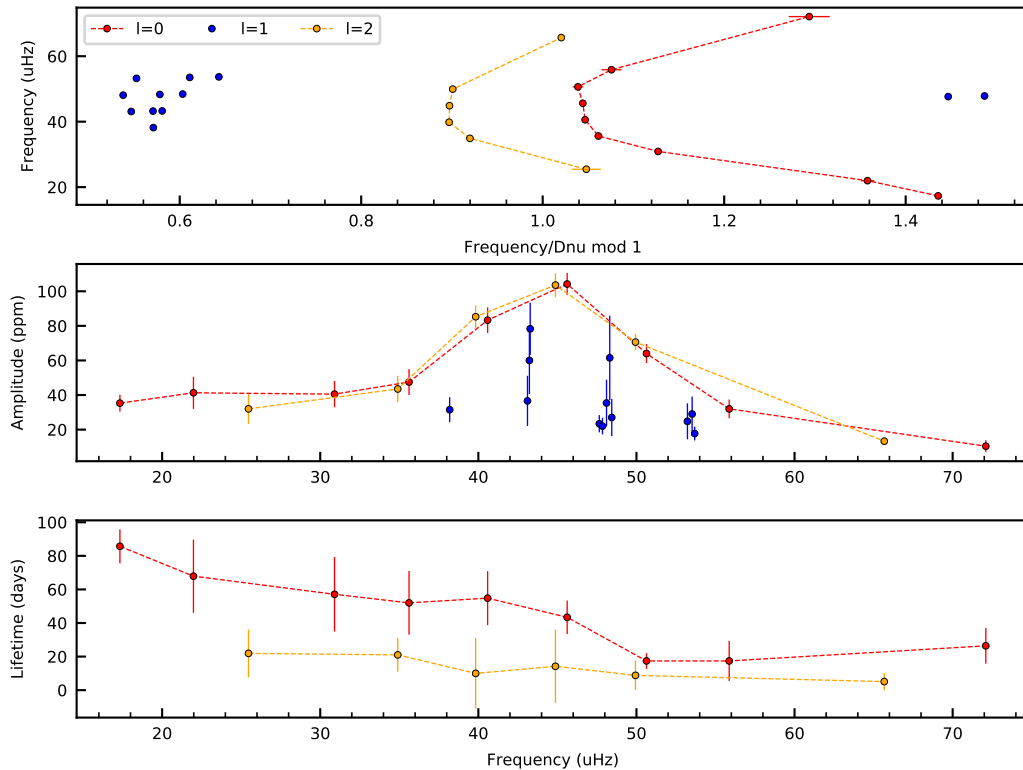 l=0 l=1 l=2
Frequency (uHz)
60
40
20
0.6 0.8 1.0 1.2 1.4
Frequency/Dnu mod 1
Amplitude (ppm)
100
80
60
40
20
20 30 40 50 60 70
Lifetime (days)
100
80
60
40
20
0
20 30 40 50 60 70
Frequency (uHz)